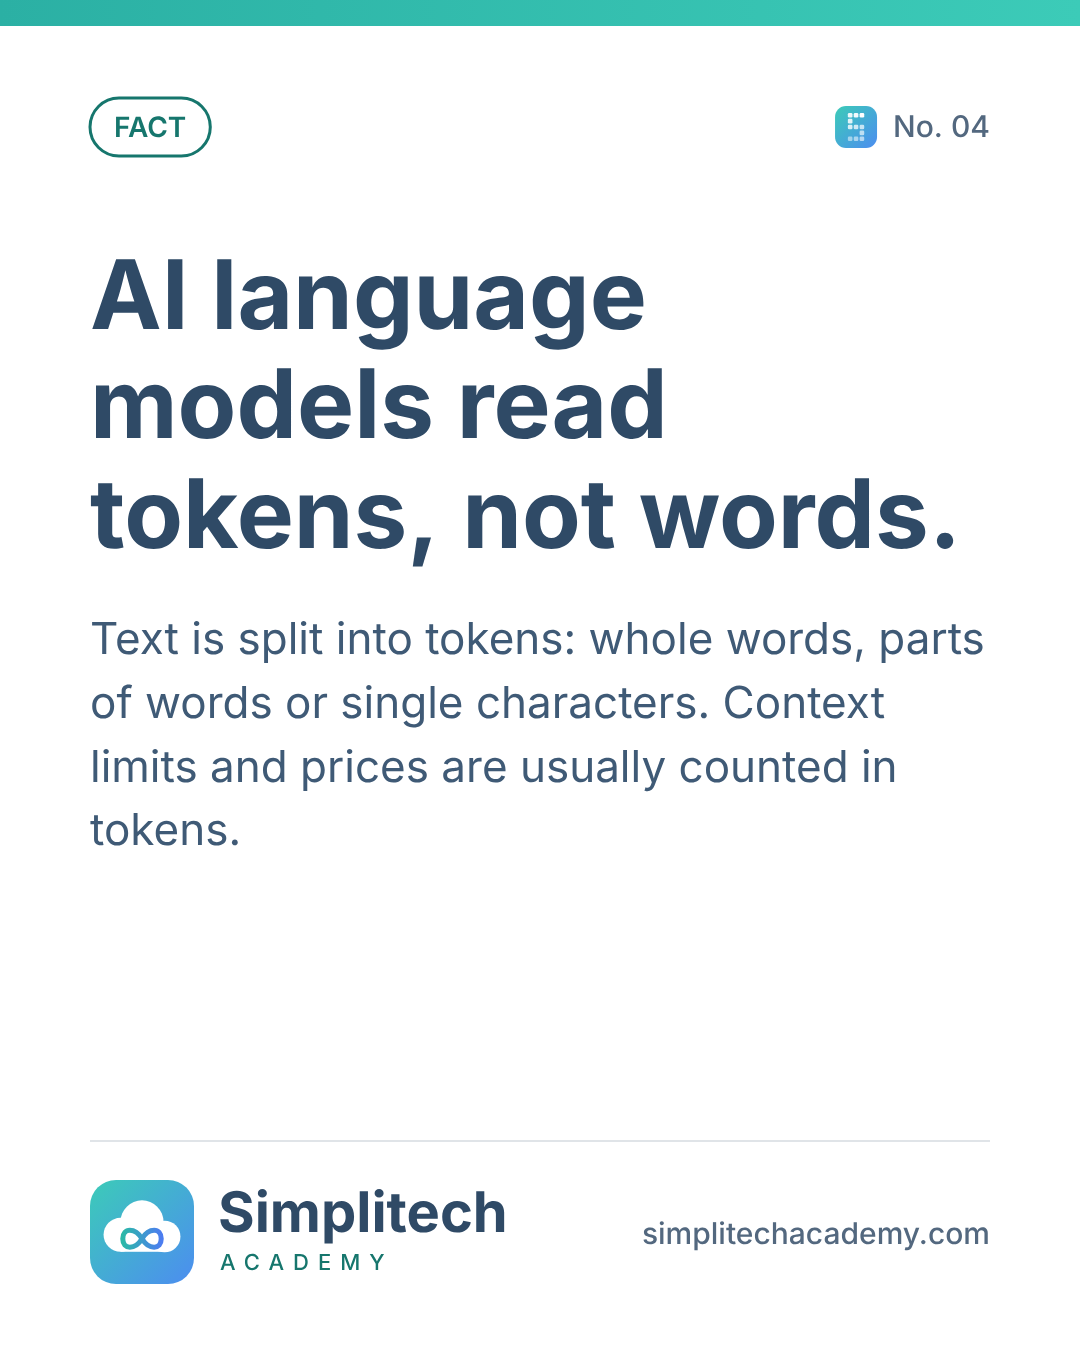 FACT
No. 04
AI language
models read
tokens, not words.
Text is split into tokens: whole words, parts
of words or single characters. Context
limits and prices are usually counted in
tokens.
Simplitech
ACADEMY
simplitechacademy.com